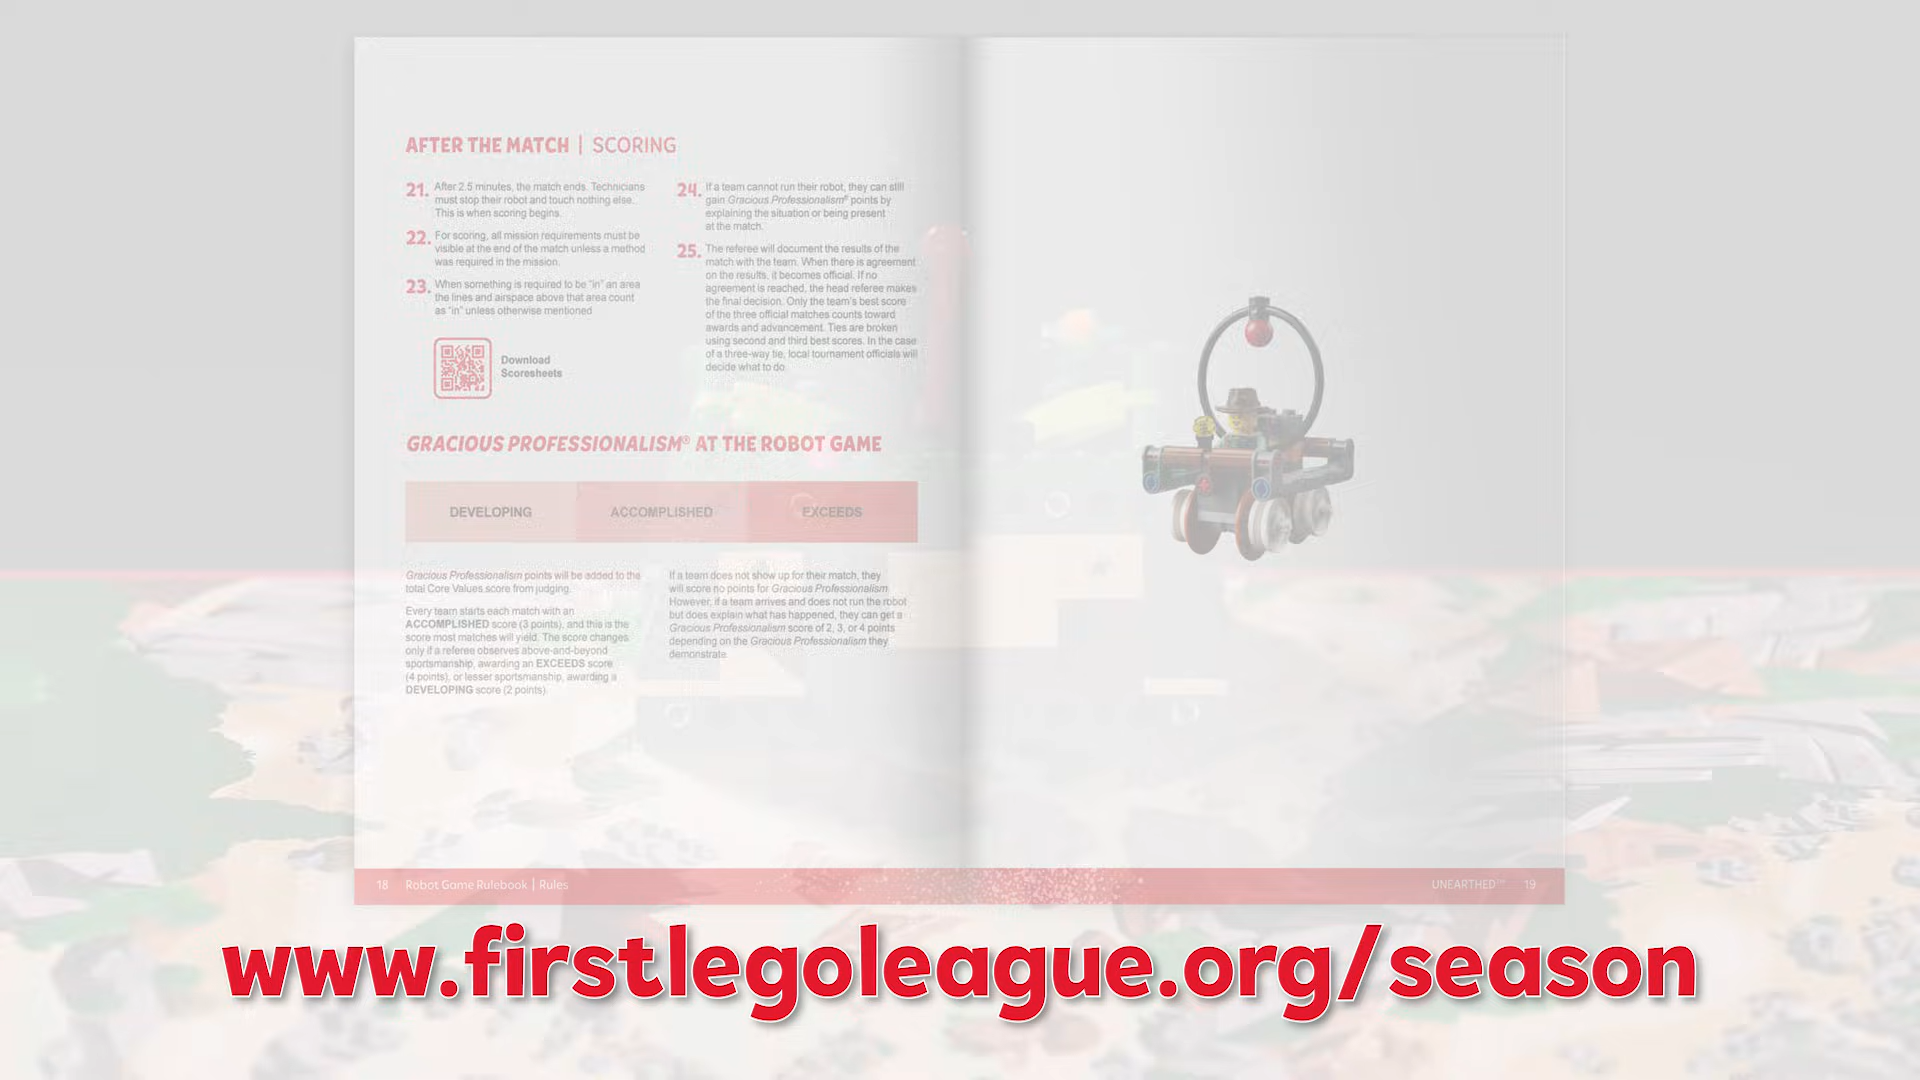 AFTER THE MATCH | SCORING
21. After 2.5 minutes, the match ends. Technicians
must stop their robot and touch nothing else.
This is when scoring begins.
22. For scoring, all mission requirements must be
visible at the end of the match unless a method
was required in the mission.
23. When something is required to be “in” an area
the lines and airspace above that area count
as “in” unless otherwise mentioned
Download
Scoresheets
24. If a team cannot run their robot, they can still
gain Gracious Professionalism® points by
explaining the situation or being present
at the match.
25. The referee will document the results of the
match with the team. When there is agreement
on the results, it becomes official. If no
agreement is reached, the head referee makes
the final decision. Only the team’s best score
of the three official matches counts toward
awards and advancement. Ties are broken
using second and third best scores. In the case
of a three-way tie, local tournament officials will
decide what to do.
GRACIOUS PROFESSIONALISM® AT THE ROBOT GAME
DEVELOPING ACCOMPLISHED EXCEEDS
Gracious Professionalism points will be added to the
total Core Values score from judging.
Every team starts each match with an
ACCOMPLISHED score (3 points), and this is the
score most matches will yield. The score changes
only if a referee observes above-and-beyond
sportsmanship, awarding an EXCEEDS score
(4 points), or lesser sportsmanship, awarding a
DEVELOPING score (2 points).
If a team does not show up for their match, they
will score no points for Gracious Professionalism.
However, if a team arrives and does not run the robot
but does explain what has happened, they can get a
Gracious Professionalism score of 2, 3, or 4 points
depending on the Gracious Professionalism they
demonstrate.
18 Robot Game Rulebook | Rules
UNEARTHED™ 19
www.firstlegoleague.org/season